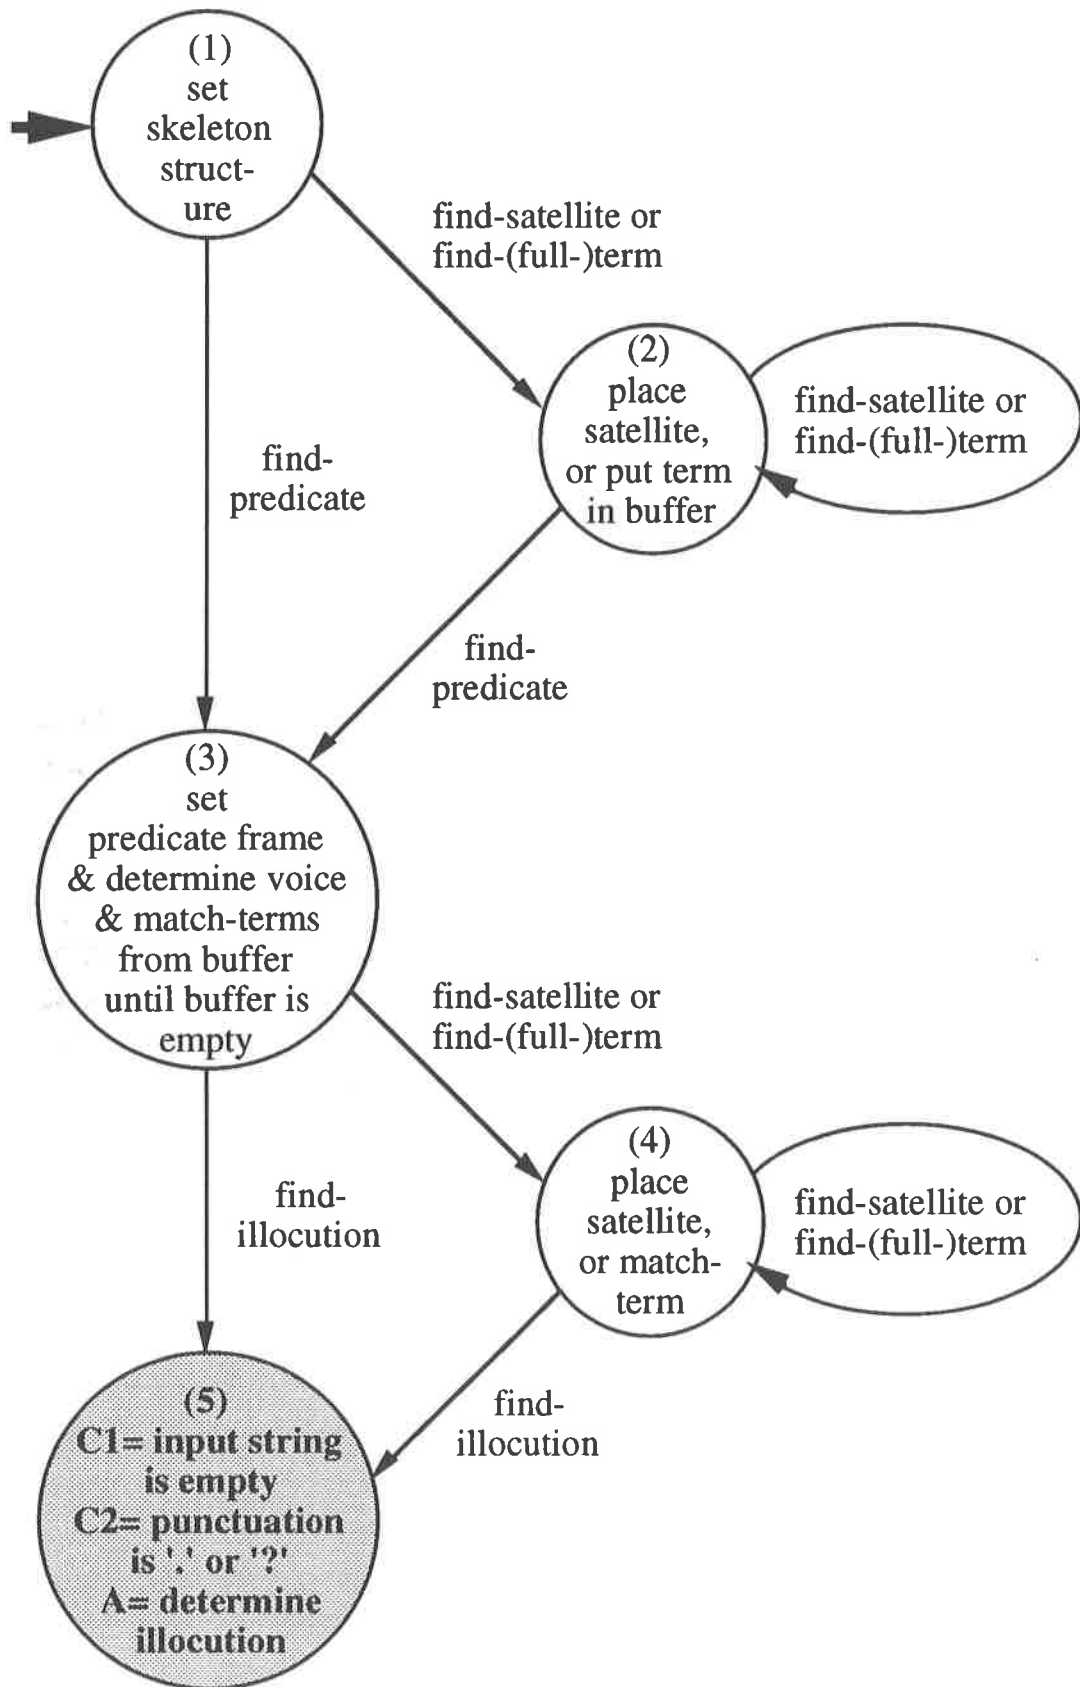 (1)
set
skeleton
struct-
ure
find-satellite or
find-(full-)term
(2)
place
satellite,
or put term
in buffer
find-satellite or
find-(full-)term
find-
predicate
find-
predicate
(3)
set
predicate frame
& determine voice
& match-terms
from buffer
until buffer is
empty
find-satellite or
find-(full-)term
(4)
place
satellite,
or match-
term
find-satellite or
find-(full-)term
find-
illocution
find-
illocution
(5)
C1= input string
is empty
C2= punctuation
is '.' or '?'
A= determine
illocution